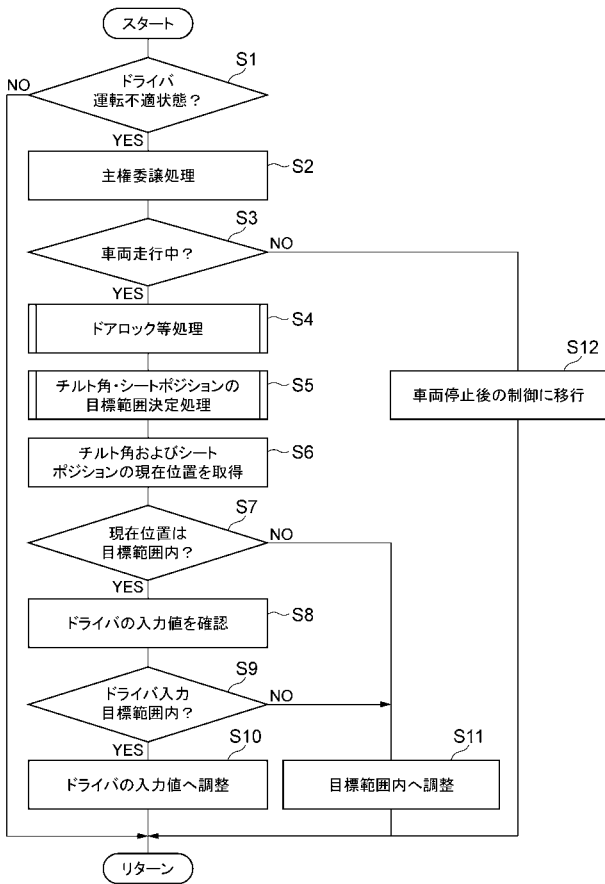 スタート
S1
NO
ドライバ
運転不適状態？
YES
S2
主権委譲処理
S3
車両走行中？
NO
YES
S4
ドアロック等処理
S5
チルト角・シートポジションの
目標範囲決定処理
S12
車両停止後の制御に移行
S6
チルト角およびシート
ポジションの現在位置を取得
S7
現在位置は
目標範囲内？
NO
YES
S8
ドライバの入力値を確認
S9
ドライバ入力
目標範囲内？
NO
YES
S10
ドライバの入力値へ調整
S11
目標範囲内へ調整
リターン